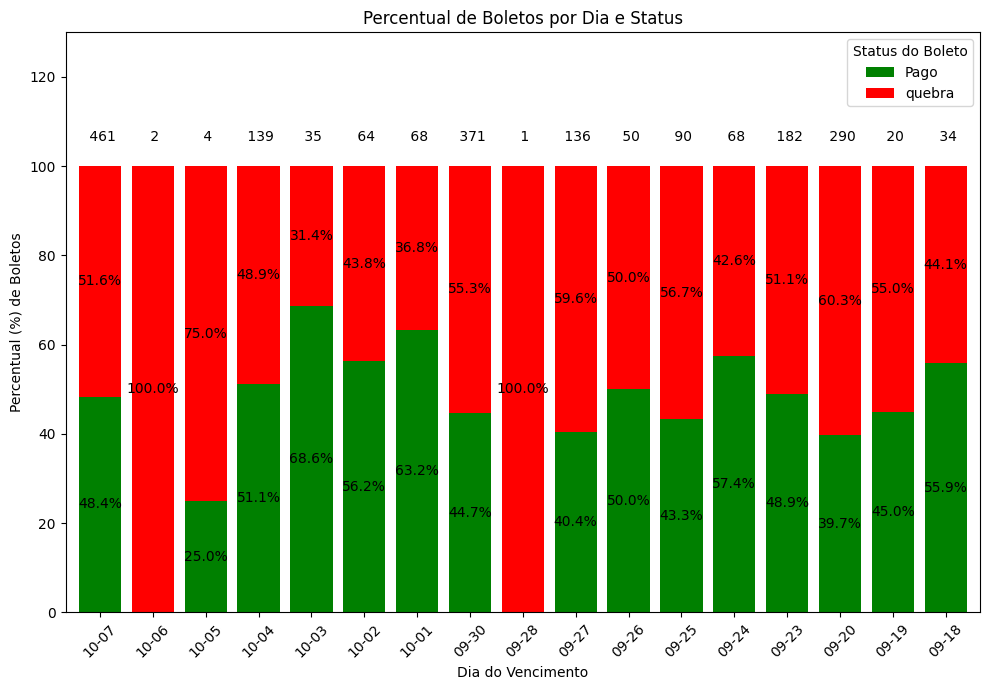 Percentual de Boletos por Dia e Status
Status do Boleto
Pago
quebra
Percentual (%) de Boletos
120
100
80
60
40
20
0
461 2 4 139 35 64 68 371 1 136 50 90 68 182 290 20 34
51.6% 100.0% 75.0% 48.9% 31.4% 43.8% 36.8% 55.3% 100.0% 59.6% 50.0% 56.7% 42.6% 51.1% 60.3% 55.0% 44.1%
48.4% 25.0% 51.1% 68.6% 56.2% 63.2% 44.7% 40.4% 50.0% 43.3% 57.4% 48.9% 39.7% 45.0% 55.9%
10-07 10-06 10-05 10-04 10-03 10-02 10-01 09-30 09-28 09-27 09-26 09-25 09-24 09-23 09-20 09-19 09-18
Dia do Vencimento